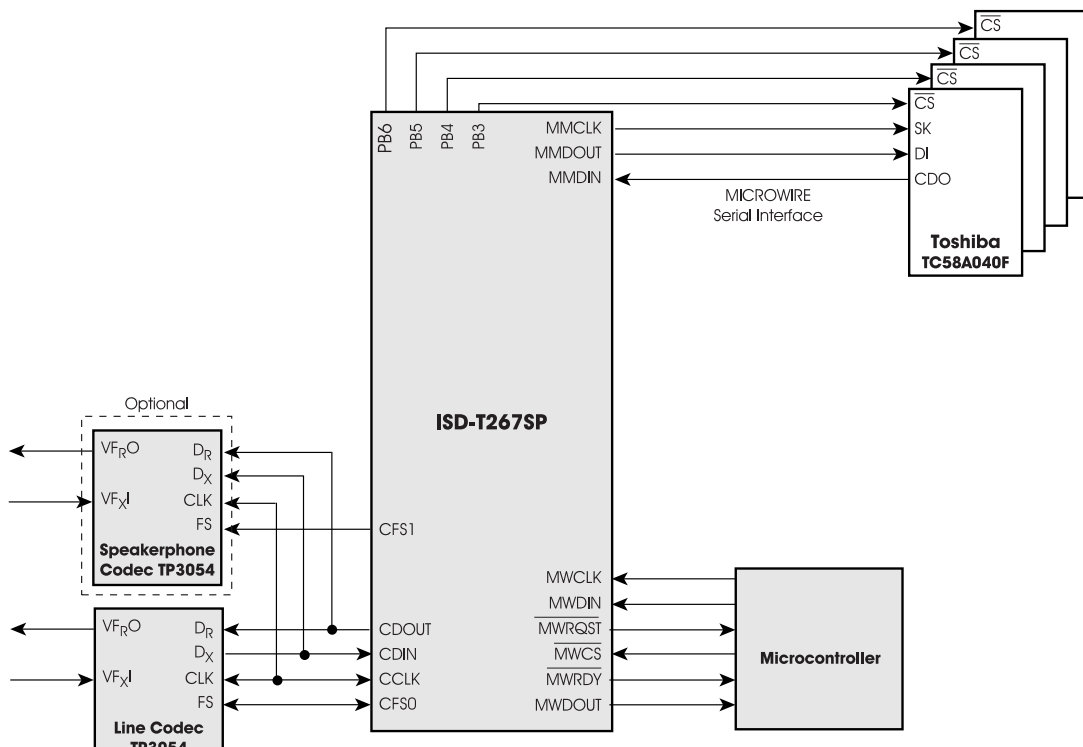 CS
CS
CS
CS
SK
DI
CDO
Toshiba
TC58A040F
PB6
PB5
PB4
PB3
MMCLK
MMDOUT
MMDIN
MICROWIRE
Serial Interface
ISD-T267SP
Optional
VFRO
DR
DX
VFXI
CLK
FS
Speakerphone
Codec TP3054
CFS1
VFRO
DR
DX
VFXI
CLK
FS
Line Codec
TP3054
CDOUT
CDIN
CCLK
CFS0
MWCLK
MWDIN
MWRQST
MWCS
MWRDY
MWDOUT
Microcontroller